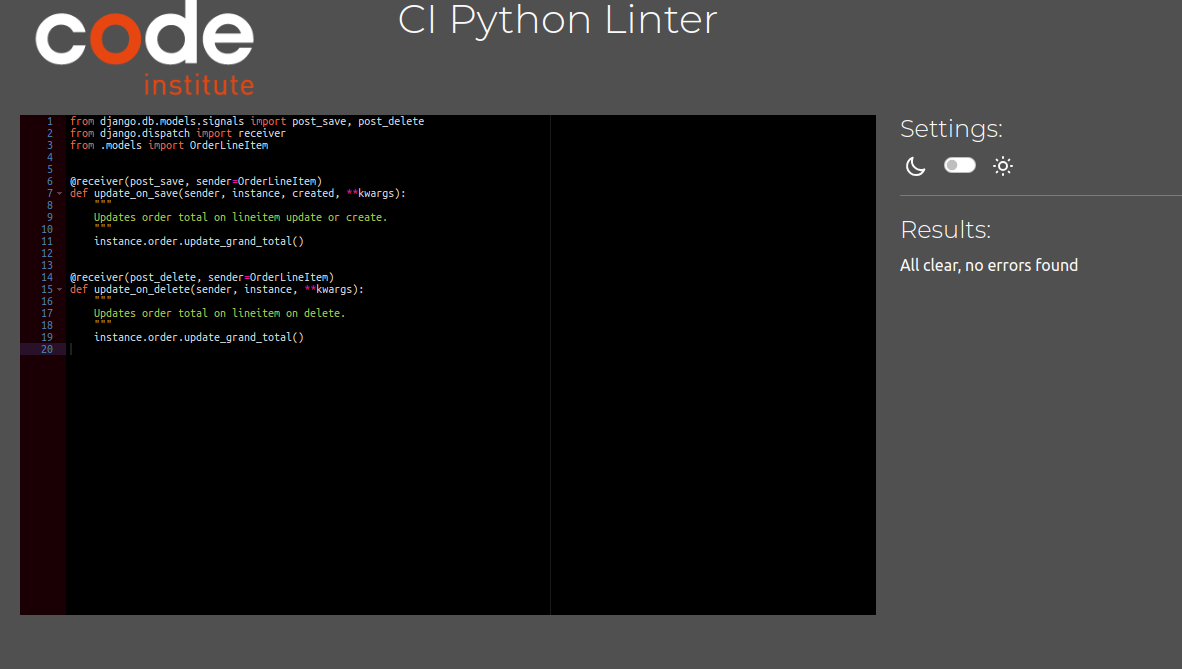 code
institute
CI Python Linter
1 from django.db.models.signals import post_save, post_delete
2 from django.dispatch import receiver
3 from .models import OrderLineItem
4
5
6 @receiver(post_save, sender=OrderLineItem)
7 def update_on_save(sender, instance, created, **kwargs):
8     """
9     Updates order total on lineitem update or create.
10     """
11     instance.order.update_grand_total()
12
13
14 @receiver(post_delete, sender=OrderLineItem)
15 def update_on_delete(sender, instance, **kwargs):
16     """
17     Updates order total on lineitem on delete.
18     """
19     instance.order.update_grand_total()
20
Settings:
Results:
All clear, no errors found